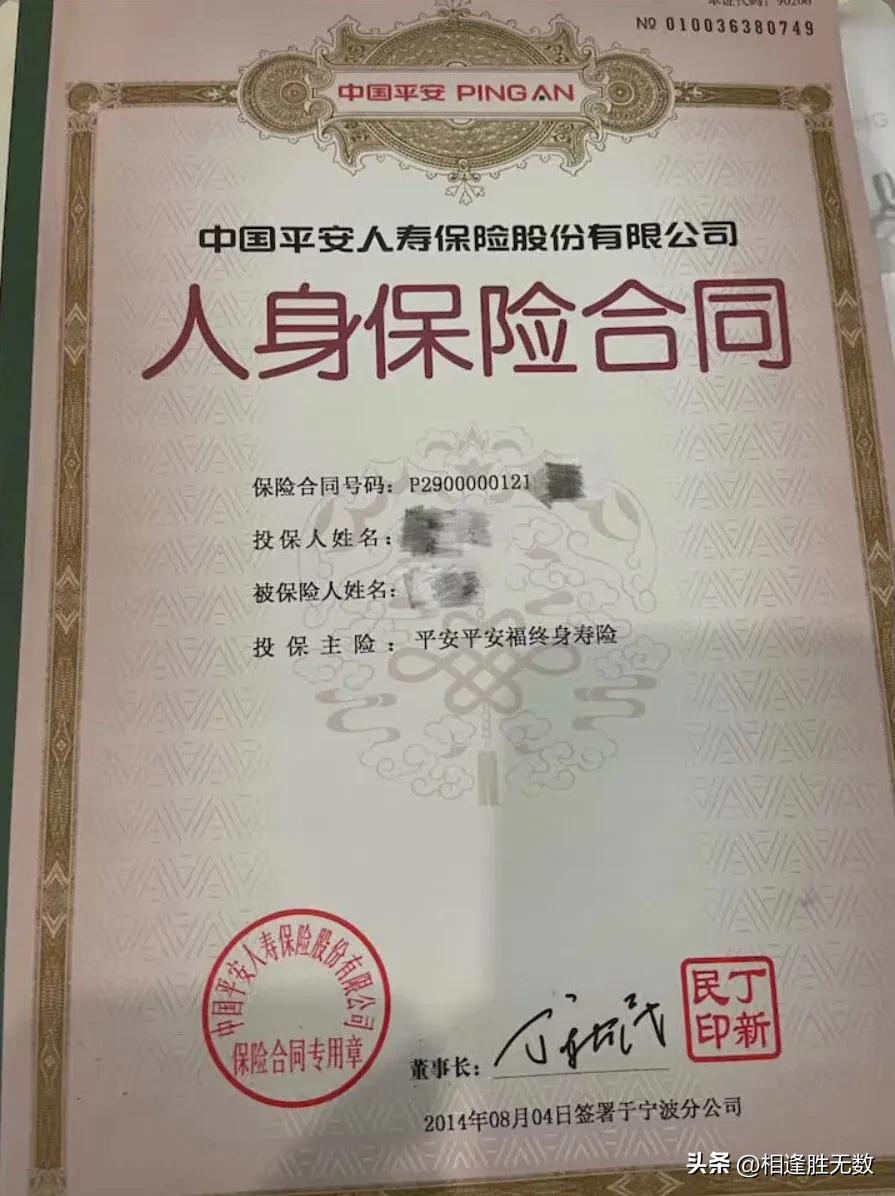 № 010036380749
中国平安 PING AN
中国平安人寿保险股份有限公司
人身保险合同
保险合同号码：P2900000121
投保人姓名：
被保险人姓名：
投保主险：平安平安福终身寿险
中国平安人寿保险股份有限公司
保险合同专用章
董事长：
丁新民印
2014年08月04日签署于宁波分公司
头条 @相逢胜无数